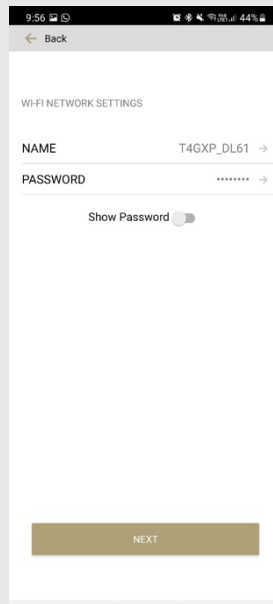 9:56
44%
Back
WI-FI NETWORK SETTINGS
NAME T4GXP_DL61
PASSWORD ········
Show Password
NEXT